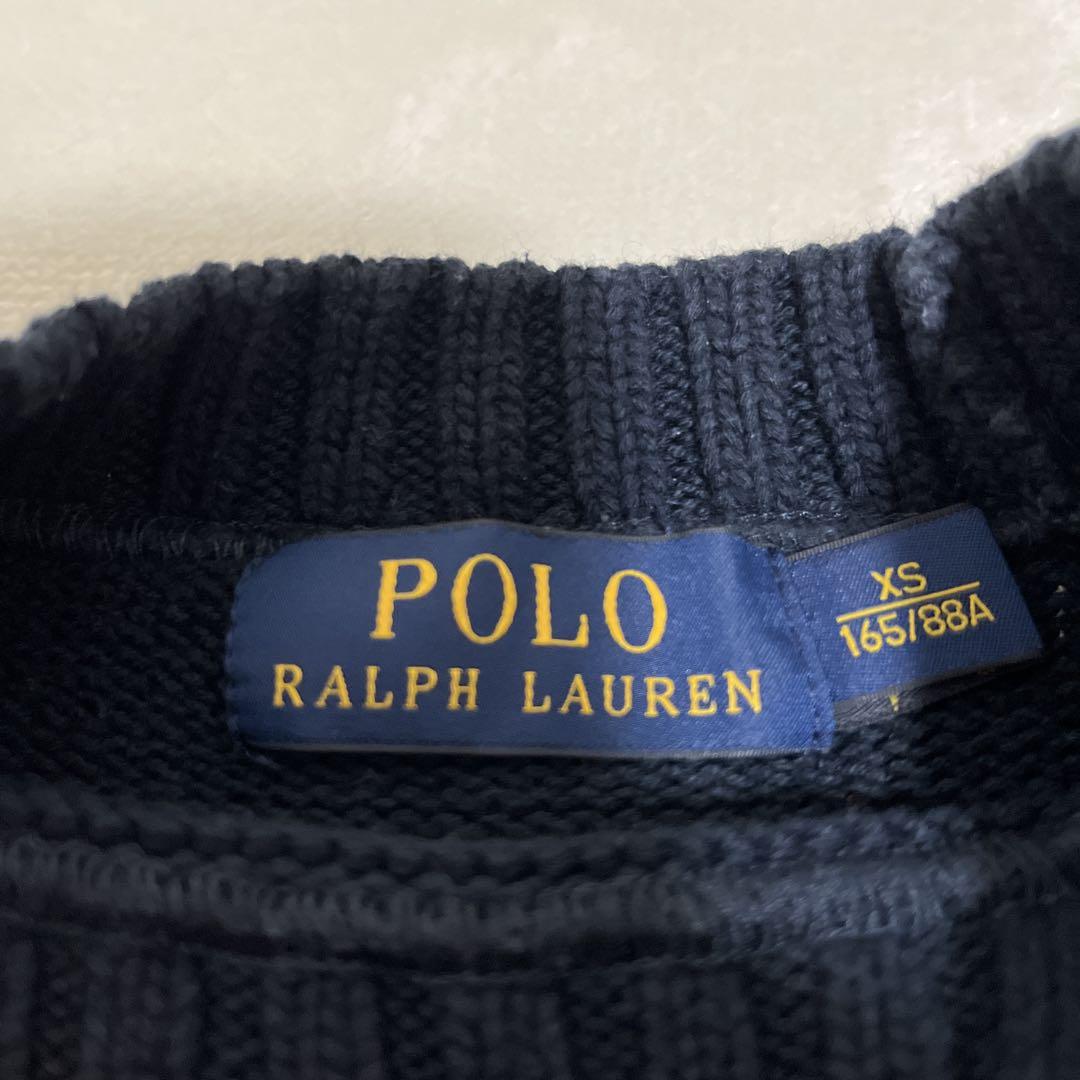 POLO
RALPH LAUREN
XS
165/88A